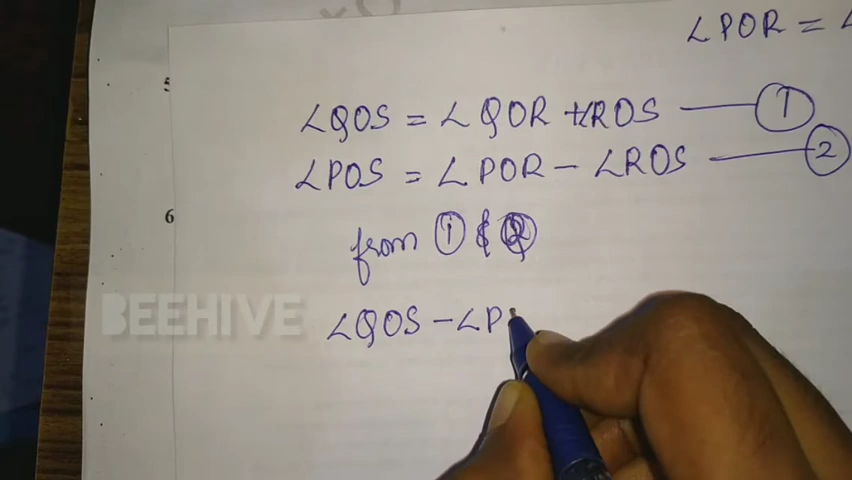 ∠POR = ∠
5
∠QOS = ∠QOR + ∠ROS — ①
∠POS = ∠POR - ∠ROS — ②
6
from ① & ②
BEEHIVE
∠QOS - ∠P